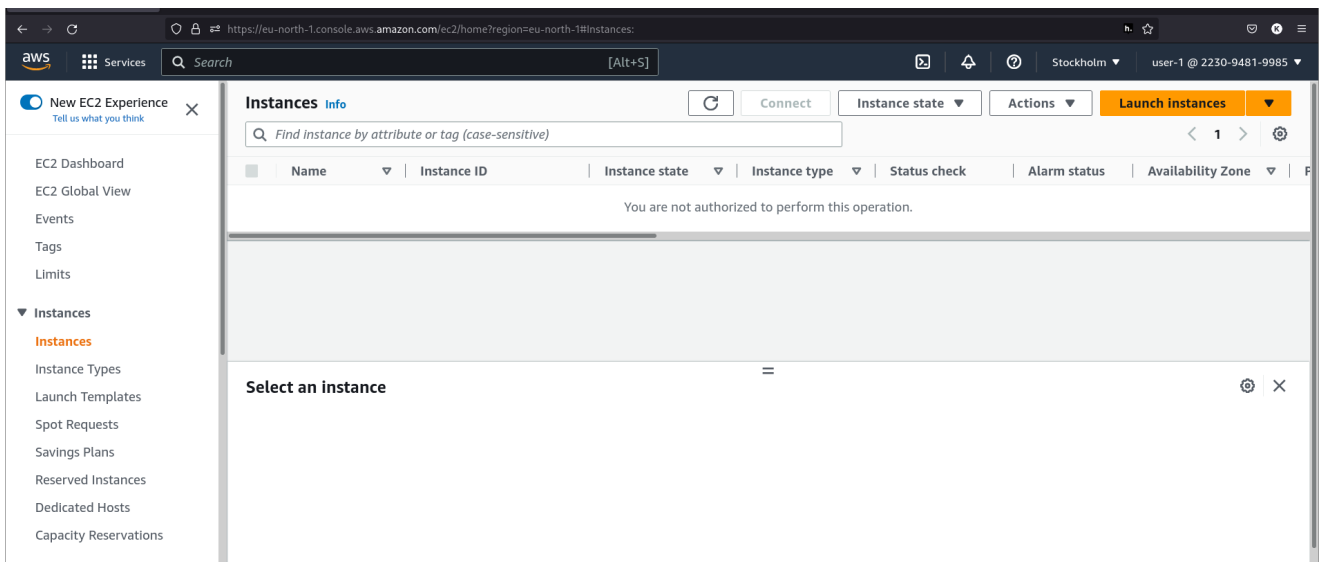 https://eu-north-1.console.aws.amazon.com/ec2/home?region=eu-north-1#Instances:
h.
K
aws
Services
Search
[Alt+S]
Stockholm
user-1 @ 2230-9481-9985
New EC2 Experience
Tell us what you think
EC2 Dashboard
EC2 Global View
Events
Tags
Limits
Instances
Instances
Instance Types
Launch Templates
Spot Requests
Savings Plans
Reserved Instances
Dedicated Hosts
Capacity Reservations
Instances Info
Connect
Instance state
Actions
Launch instances
Find instance by attribute or tag (case-sensitive)
1
Name
Instance ID
Instance state
Instance type
Status check
Alarm status
Availability Zone
You are not authorized to perform this operation.
Select an instance